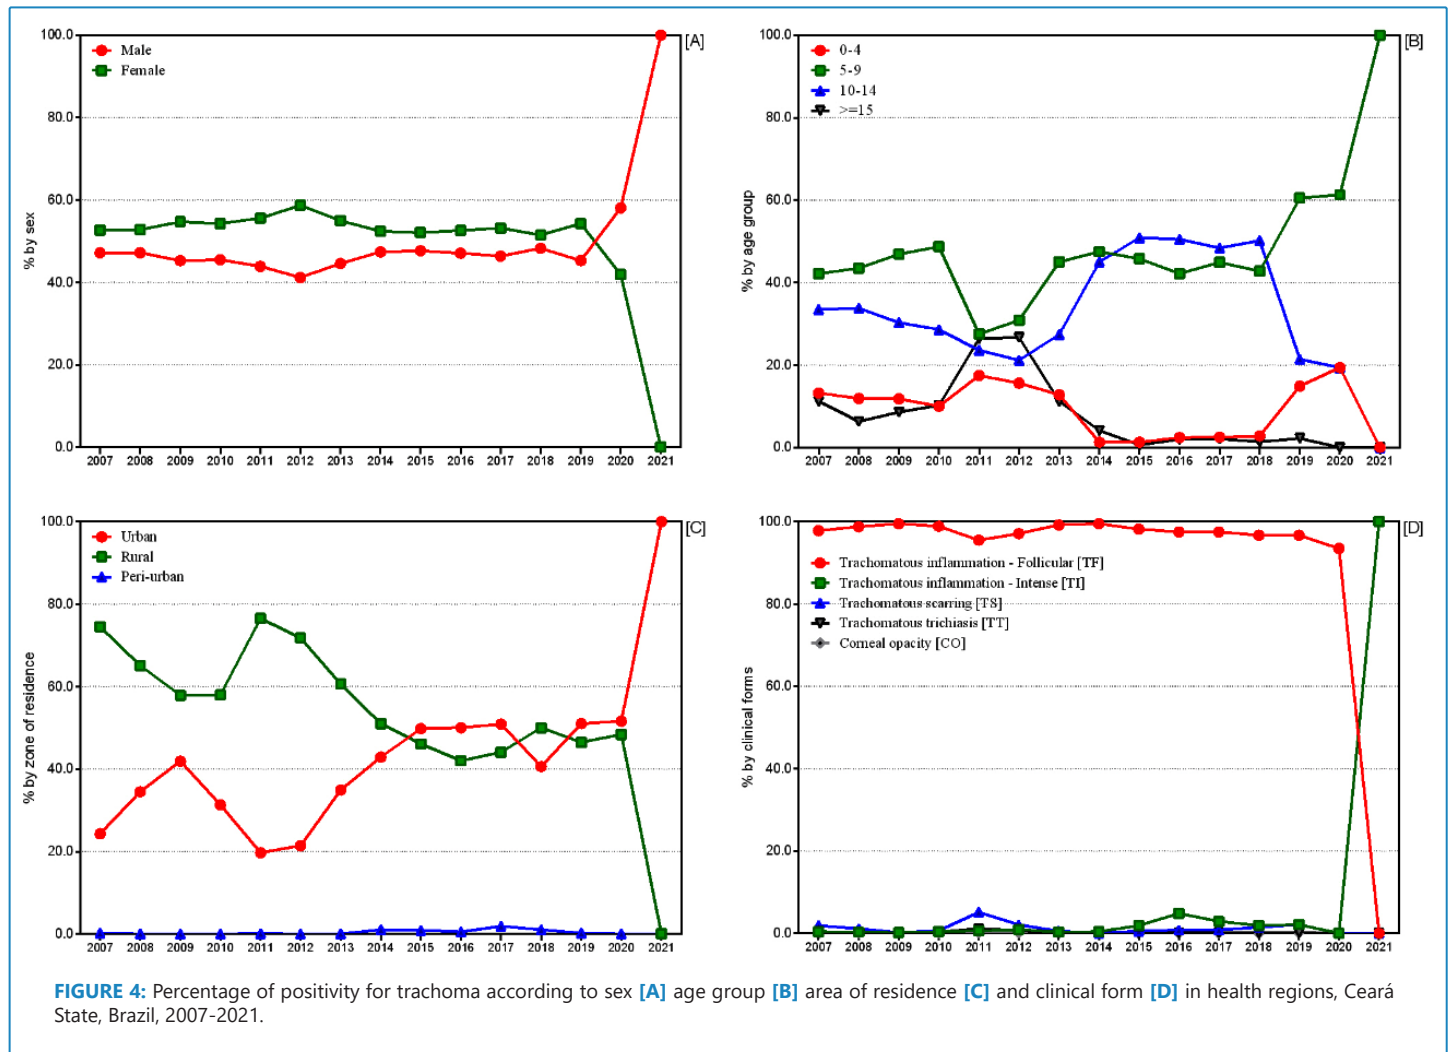 [A]
Male
Female
% by sex
100.0
80.0
60.0
40.0
20.0
0.0
2007 2008 2009 2010 2011 2012 2013 2014 2015 2016 2017 2018 2019 2020 2021
[B]
0-4
5-9
10-14
>=15
% by age group
100.0
80.0
60.0
40.0
20.0
0.0
2007 2008 2009 2010 2011 2012 2013 2014 2015 2016 2017 2018 2019 2020 2021
[C]
Urban
Rural
Peri-urban
% by zone of residence
100.0
80.0
60.0
40.0
20.0
0.0
2007 2008 2009 2010 2011 2012 2013 2014 2015 2016 2017 2018 2019 2020 2021
[D]
Trachomatous inflammation - Follicular [TF]
Trachomatous inflammation - Intense [TI]
Trachomatous scarring [TS]
Trachomatous trichiasis [TT]
Corneal opacity [CO]
% by clinical forms
100.0
80.0
60.0
40.0
20.0
0.0
2007 2008 2009 2010 2011 2012 2013 2014 2015 2016 2017 2018 2019 2020 2021
FIGURE 4: Percentage of positivity for trachoma according to sex [A] age group [B] area of residence [C] and clinical form [D] in health regions, Ceará
State, Brazil, 2007-2021.